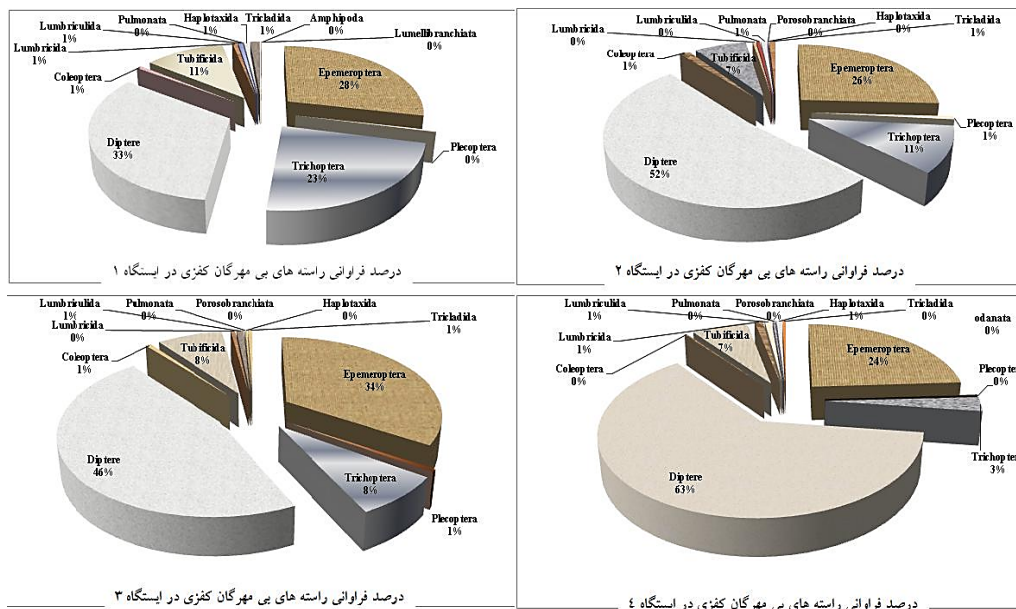 Lumbriculida
1%
Pulmonata
0%
Haplotaxida
1%
Tricladida
1%
Amphipoda
0%
Lumellibranchiata
0%
Lumbricida
1%
Coleoptera
1%
Tubificida
11%
Epemeroptera
28%
Plecoptera
0%
Trichoptera
23%
Diptere
33%
درصد فراوانی راسته های بی مهرگان کفزی در ایستگاه ۱
Lumbriculida
0%
Pulmonata
1%
Porosobranchiata
0%
Haplotaxida
0%
Tricladida
1%
Lumbricida
0%
Coleoptera
1%
Tubificida
7%
Epemeroptera
26%
Plecoptera
1%
Trichoptera
11%
Diptere
52%
درصد فراوانی راسته های بی مهرگان کفزی در ایستگاه ۲
Lumbriculida
1%
Pulmonata
0%
Porosobranchiata
0%
Haplotaxida
0%
Tricladida
1%
Lumbricida
0%
Coleoptera
1%
Tubificida
8%
Epemeroptera
34%
Plecoptera
1%
Trichoptera
8%
Diptere
46%
درصد فراوانی راسته های بی مهرگان کفزی در ایستگاه ۳
Lumbriculida
1%
Pulmonata
0%
Porosobranchiata
0%
Haplotaxida
1%
Tricladida
0%
odanata
0%
Lumbricida
1%
Coleoptera
0%
Tubificida
7%
Epemeroptera
24%
Plecopter
0%
Trichopter
3%
Diptere
63%
درصد فراوانی راسته های بی مهرگان کفزی در ایستگاه ٤